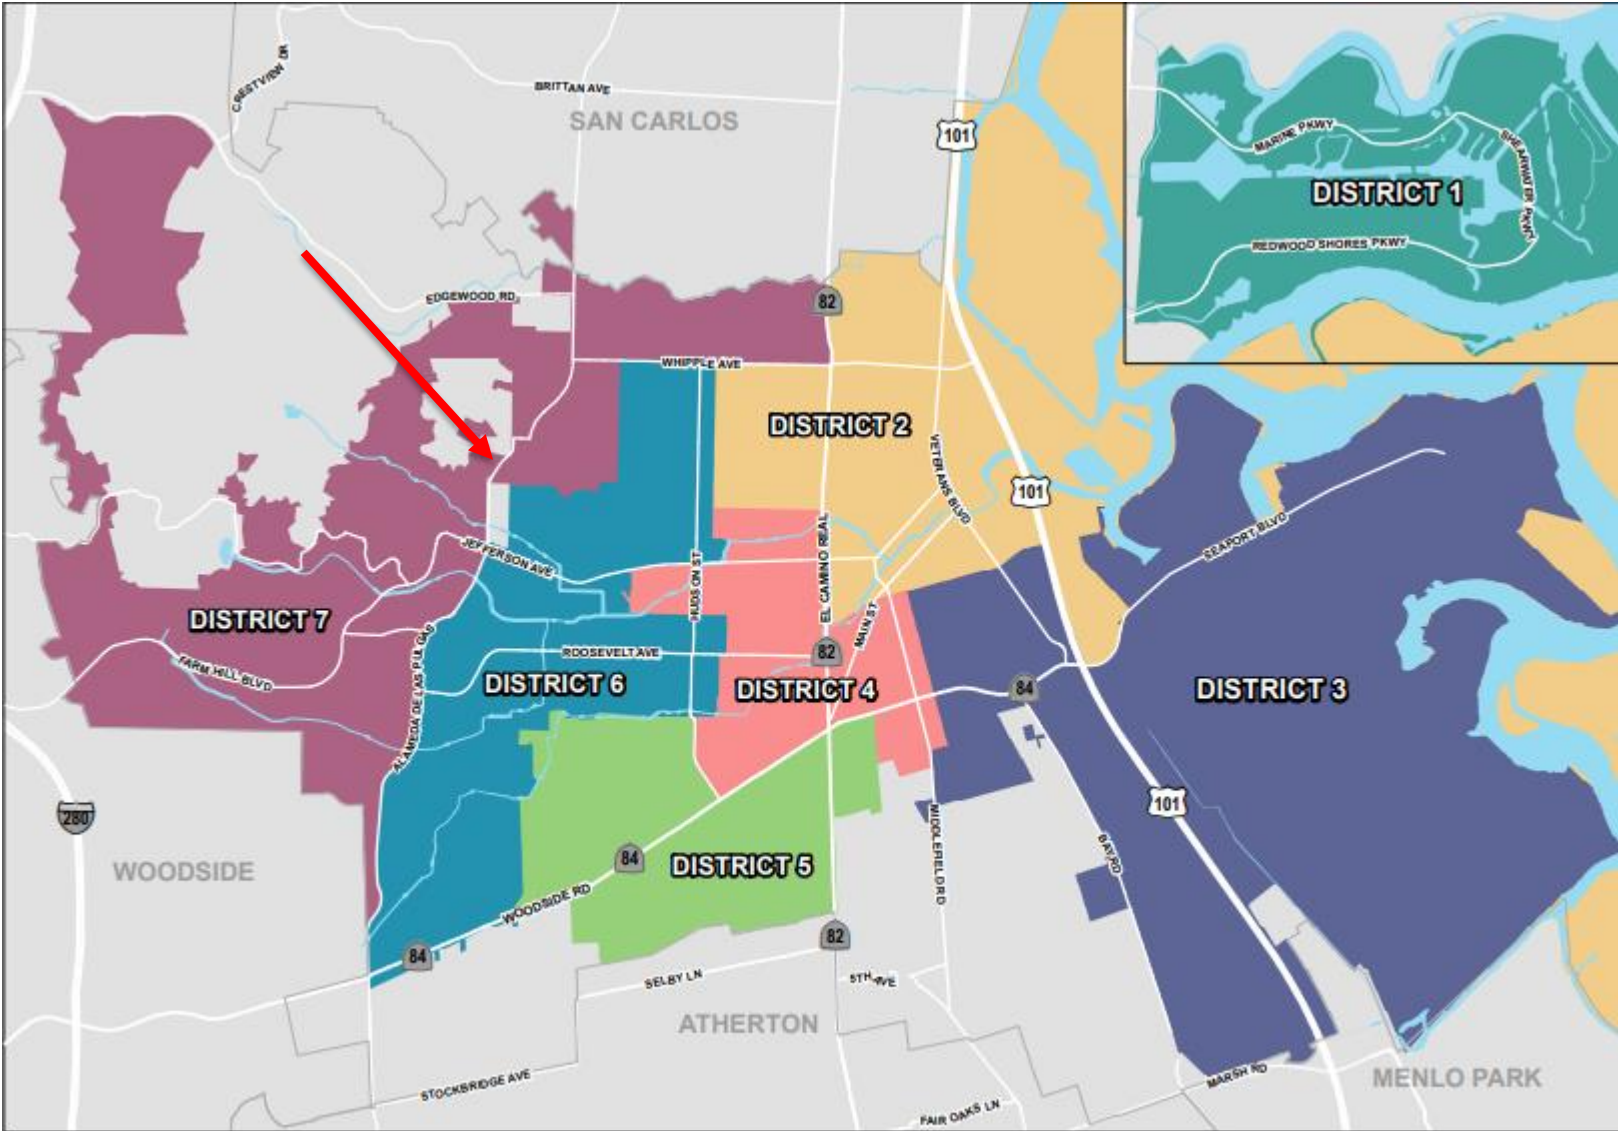 CRESTVIEW DR
BRITTAN AVE
SAN CARLOS
101
MARINE PKWY
SHEARWATER PKWY
DISTRICT 1
REDWOOD SHORES PKWY
EDGEWOOD RD
82
WHIPPLE AVE
DISTRICT 2
VETERANS BLVD
101
SEAPORT BLVD
JEFFERSON AVE
HUDSON ST
EL CAMINO REAL
MAIN ST
DISTRICT 7
ALAMEDA DE LAS PULGAS
FARM HILL BLVD
ROOSEVELT AVE
82
DISTRICT 6
DISTRICT 4
84
DISTRICT 3
280
101
MIDDLEFIELD RD
BAY RD
WOODSIDE
84
DISTRICT 5
WOODSIDE RD
84
82
SELBY LN
5TH AVE
ATHERTON
STOCKBRIDGE AVE
MARSH RD
MENLO PARK
FAIR OAKS LN